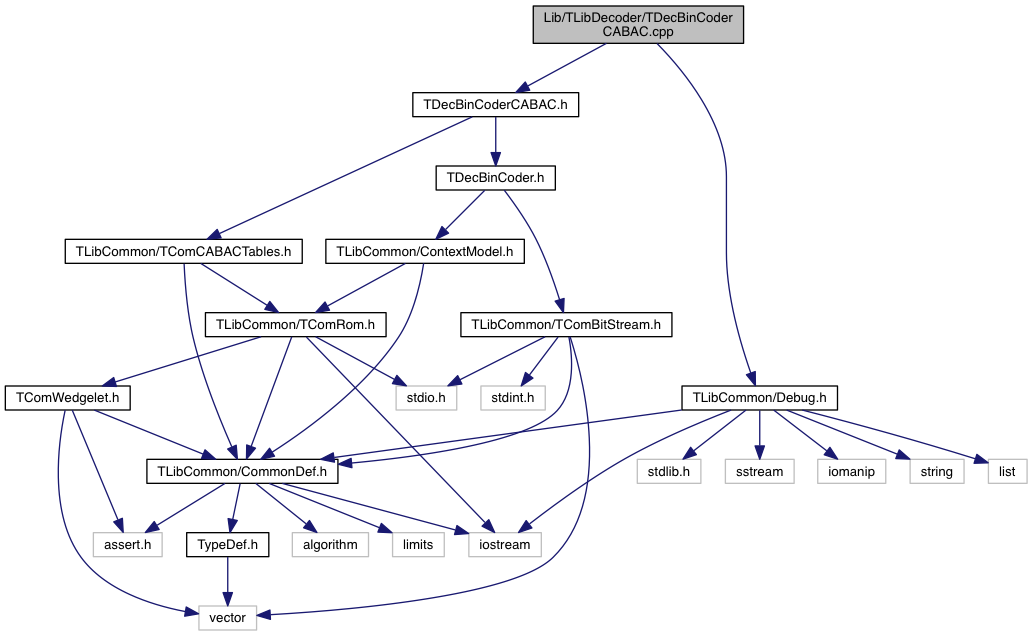 Lib/TLibDecoder/TDecBinCoder
CABAC.cpp
TDecBinCoderCABAC.h
TDecBinCoder.h
TLibCommon/TComCABACTables.h
TLibCommon/ContextModel.h
TLibCommon/TComRom.h
TLibCommon/TComBitStream.h
TComWedgelet.h
stdio.h
stdint.h
TLibCommon/Debug.h
TLibCommon/CommonDef.h
stdlib.h
sstream
iomanip
string
list
assert.h
TypeDef.h
algorithm
limits
iostream
vector